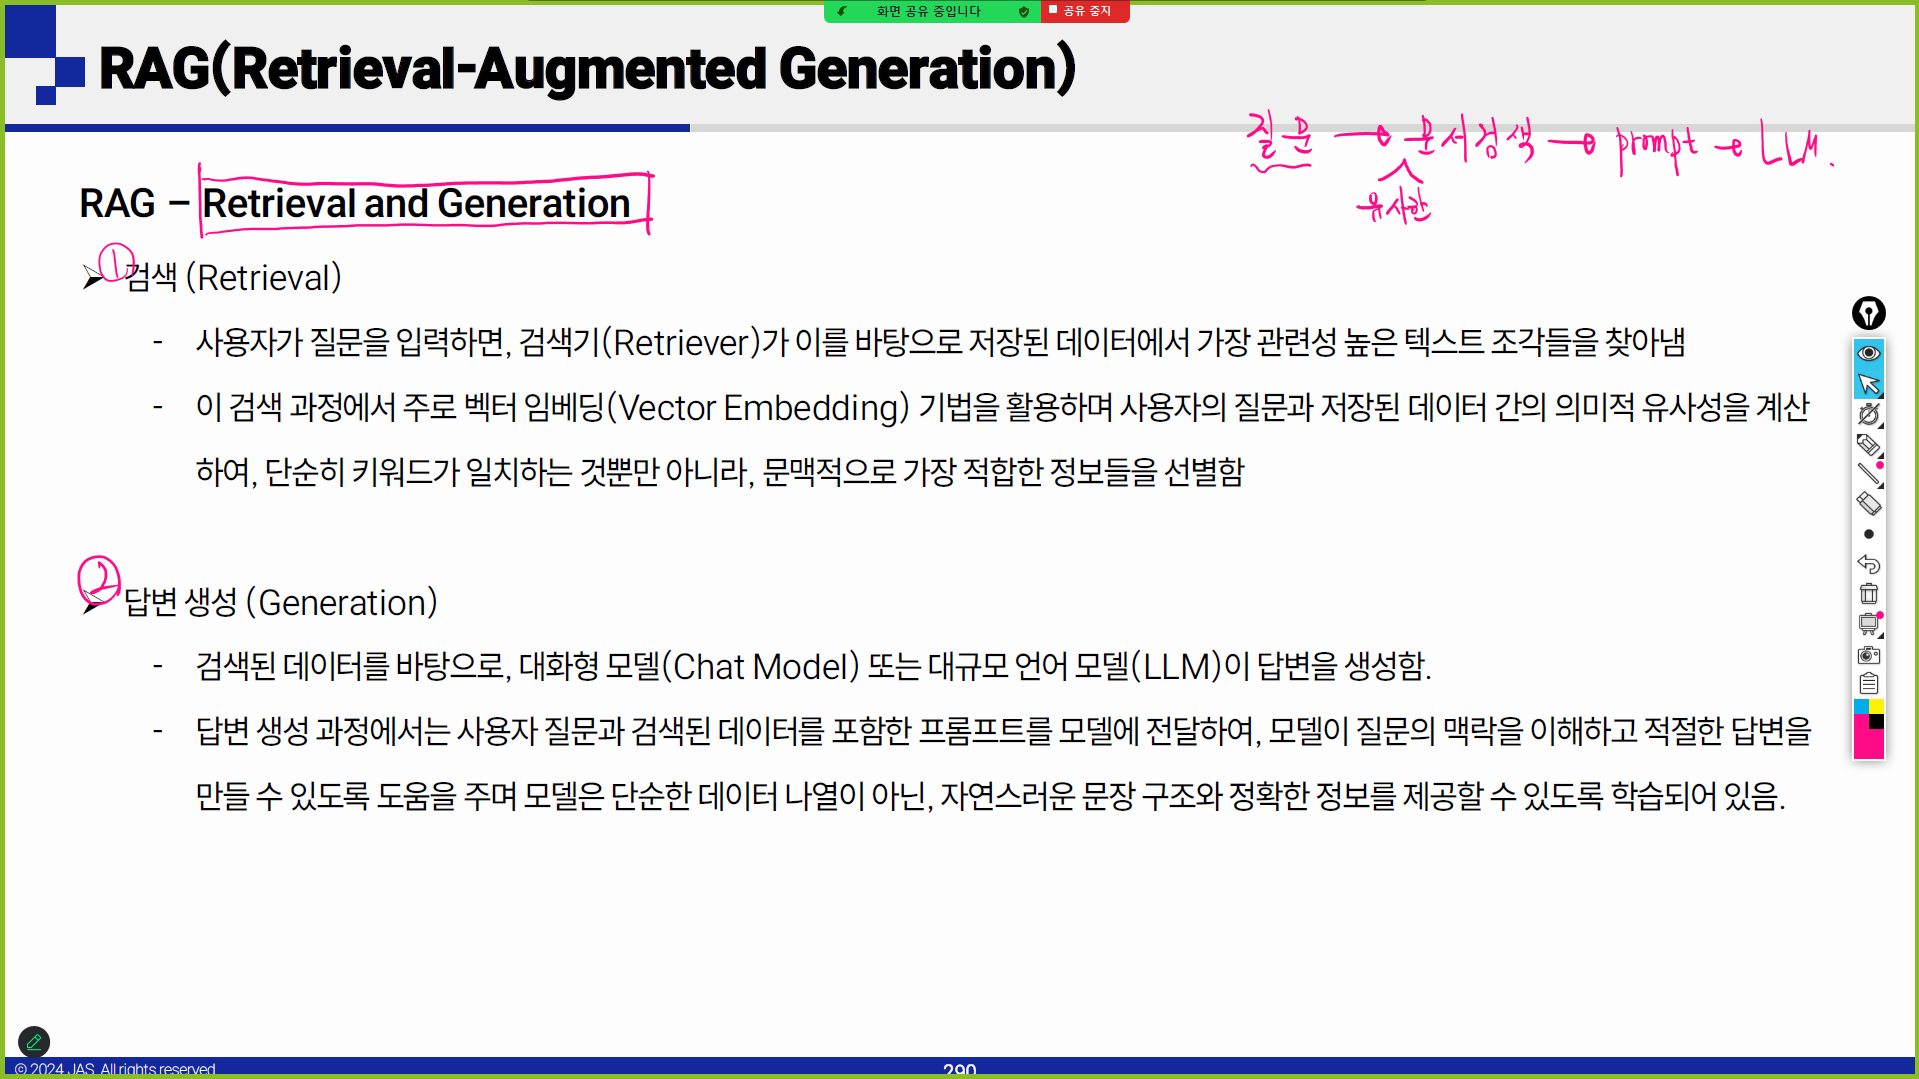 화면 공유 중입니다 공유 중지
RAG(Retrieval-Augmented Generation)
질문 → 문서검색 → prompt → LLM.
유사한
RAG – Retrieval and Generation
① 검색 (Retrieval)
- 사용자가 질문을 입력하면, 검색기(Retriever)가 이를 바탕으로 저장된 데이터에서 가장 관련성 높은 텍스트 조각들을 찾아냄
- 이 검색 과정에서 주로 벡터 임베딩(Vector Embedding) 기법을 활용하며 사용자의 질문과 저장된 데이터 간의 의미적 유사성을 계산
하여, 단순히 키워드가 일치하는 것뿐만 아니라, 문맥적으로 가장 적합한 정보들을 선별함
② 답변 생성 (Generation)
- 검색된 데이터를 바탕으로, 대화형 모델(Chat Model) 또는 대규모 언어 모델(LLM)이 답변을 생성함.
- 답변 생성 과정에서는 사용자 질문과 검색된 데이터를 포함한 프롬프트를 모델에 전달하여, 모델이 질문의 맥락을 이해하고 적절한 답변을
만들 수 있도록 도움을 주며 모델은 단순한 데이터 나열이 아닌, 자연스러운 문장 구조와 정확한 정보를 제공할 수 있도록 학습되어 있음.
© 2024 JAS. All rights reserved
290